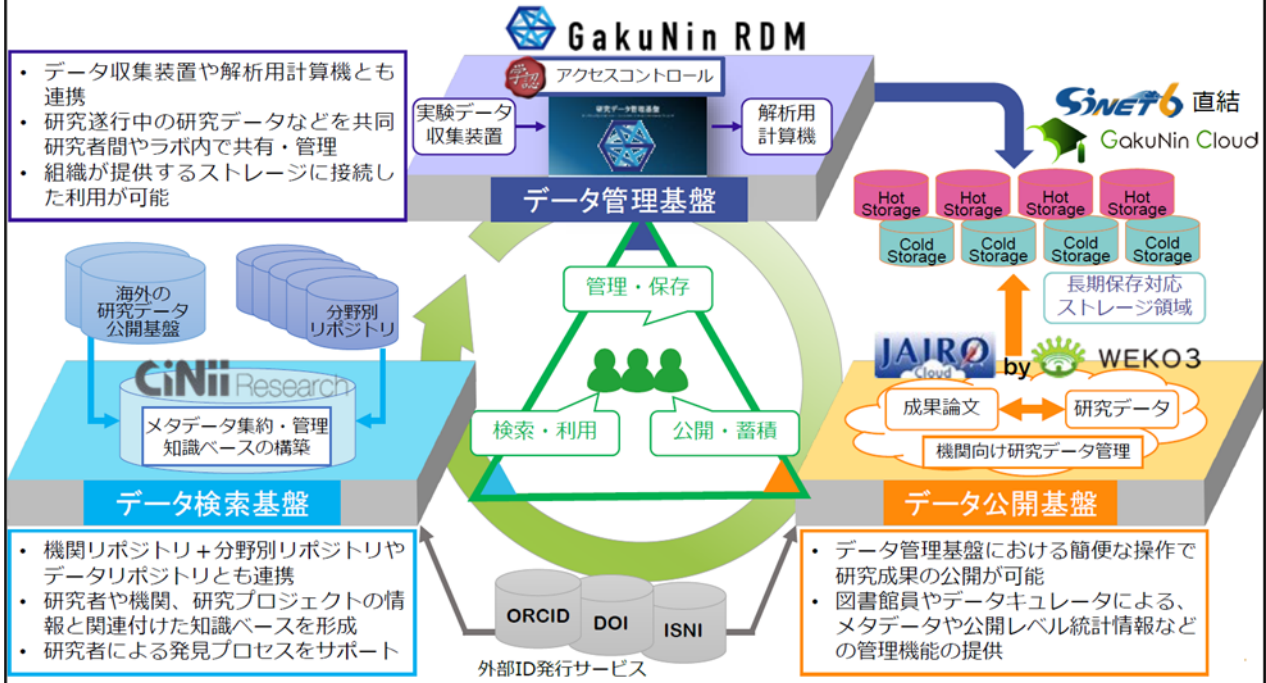 GakuNin RDM
• データ収集装置や解析用計算機とも
連携
• 研究遂行中の研究データなどを共同
研究者間やラボ内で共有・管理
• 組織が提供するストレージに接続し
た利用が可能
学認
アクセスコントロール
実験データ
収集装置
研究データ管理基盤
解析用
計算機
データ管理基盤
SINET6 直結
GakuNin Cloud
Hot
Storage
Hot
Storage
Hot
Storage
Hot
Storage
Cold
Storage
Cold
Storage
Cold
Storage
Cold
Storage
長期保存対応
ストレージ領域
海外の
研究データ
公開基盤
分野別
リポジトリ
管理・保存
検索・利用
公開・蓄積
CiNii Research
メタデータ集約・管理
知識ベースの構築
データ検索基盤
JAIRO
Cloud
by
WEKO3
成果論文
研究データ
機関向け研究データ管理
データ公開基盤
• 機関リポジトリ+分野別リポジトリや
データリポジトリとも連携
• 研究者や機関、研究プロジェクトの情
報と関連付けた知識ベースを形成
• 研究者による発見プロセスをサポート
ORCID
DOI
ISNI
外部ID発行サービス
• データ管理基盤における簡便な操作で
研究成果の公開が可能
• 図書館員やデータキュレータによる、
メタデータや公開レベル統計情報など
の管理機能の提供